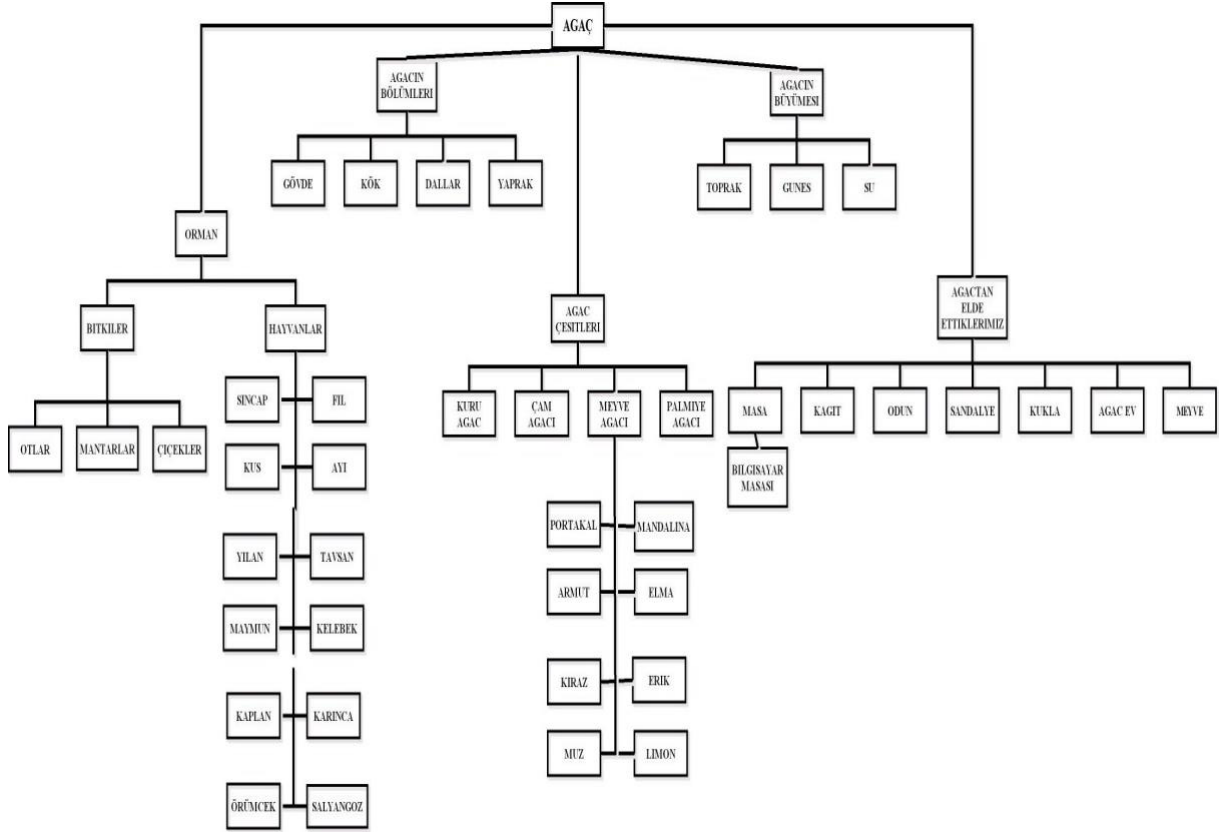 AGAÇ
AGACIN
BÖLÜMLERI
AGACIN
BÜYÜMESI
GÖVDE
KÖK
DALLAR
YAPRAK
TOPRAK
GUNES
SU
ORMAN
BITKILER
HAYVANLAR
OTLAR
MANTARLAR
ÇIÇEKLER
SINCAP
FIL
KUS
AYI
YILAN
TAVSAN
MAYMUN
KELEBEK
KAPLAN
KARINCA
ÖRÜMCEK
SALYANGOZ
AGAC
ÇESITLERI
KURU
AGAC
ÇAM
AGACI
MEYVE
AGACI
PALMIYE
AGACI
PORTAKAL
MANDALINA
ARMUT
ELMA
KIRAZ
ERIK
MUZ
LIMON
AGACTAN
ELDE
ETTIKLERIMIZ
MASA
KAGIT
ODUN
SANDALYE
KUKLA
AGAC EV
MEYVE
BILGISAYAR
MASASI